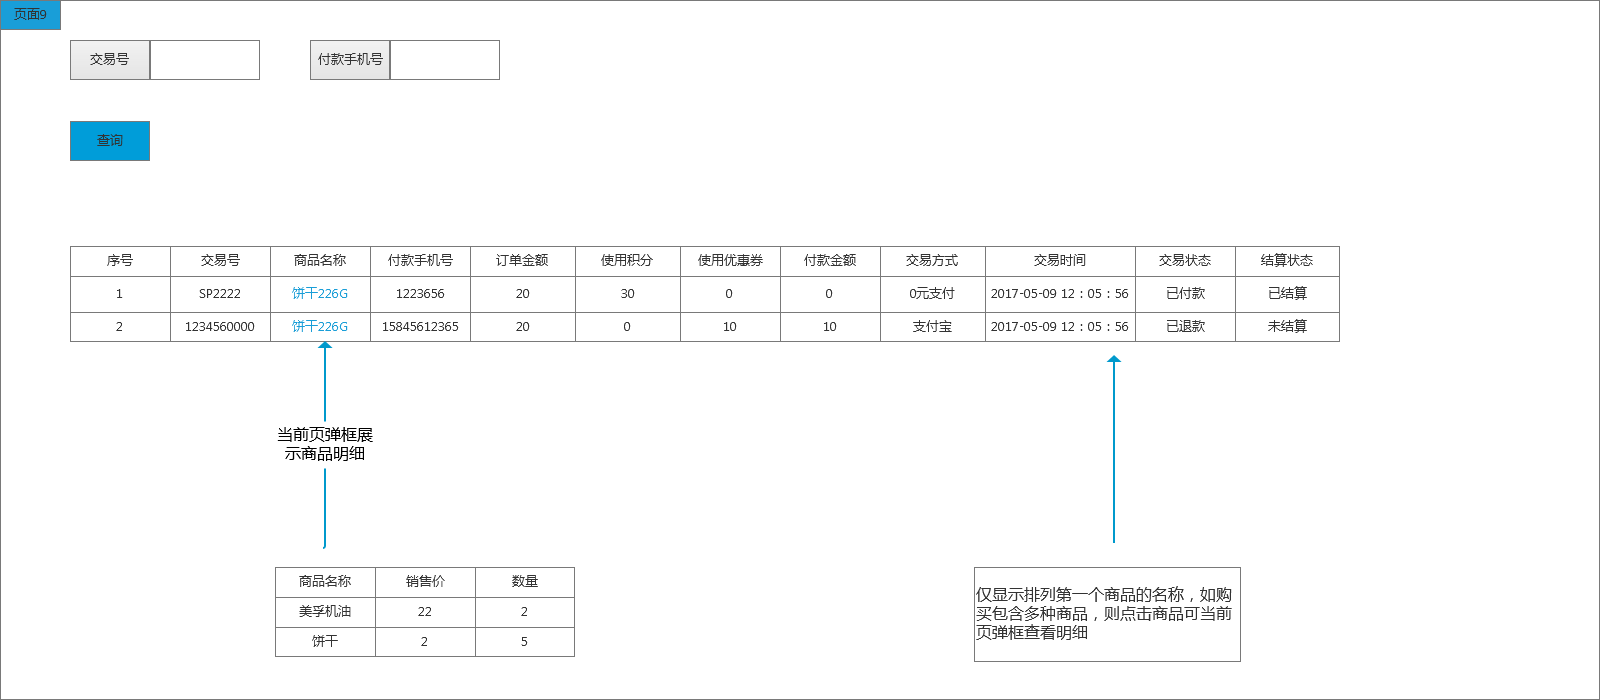 页面9
交易号 付款手机号
查询
序号 交易号 商品名称 付款手机号 订单金额 使用积分 使用优惠券 付款金额 交易方式 交易时间 交易状态 结算状态
1 SP2222 饼干226G 1223656 20 30 0 0 0元支付 2017-05-09 12：05：56 已付款 已结算
2 1234560000 饼干226G 15845612365 20 0 10 10 支付宝 2017-05-09 12：05：56 已退款 未结算
当前页弹框展
示商品明细
商品名称 销售价 数量
美孚机油 22 2
饼干 2 5
仅显示排列第一个商品的名称，如购
买包含多种商品，则点击商品可当前
页弹框查看明细